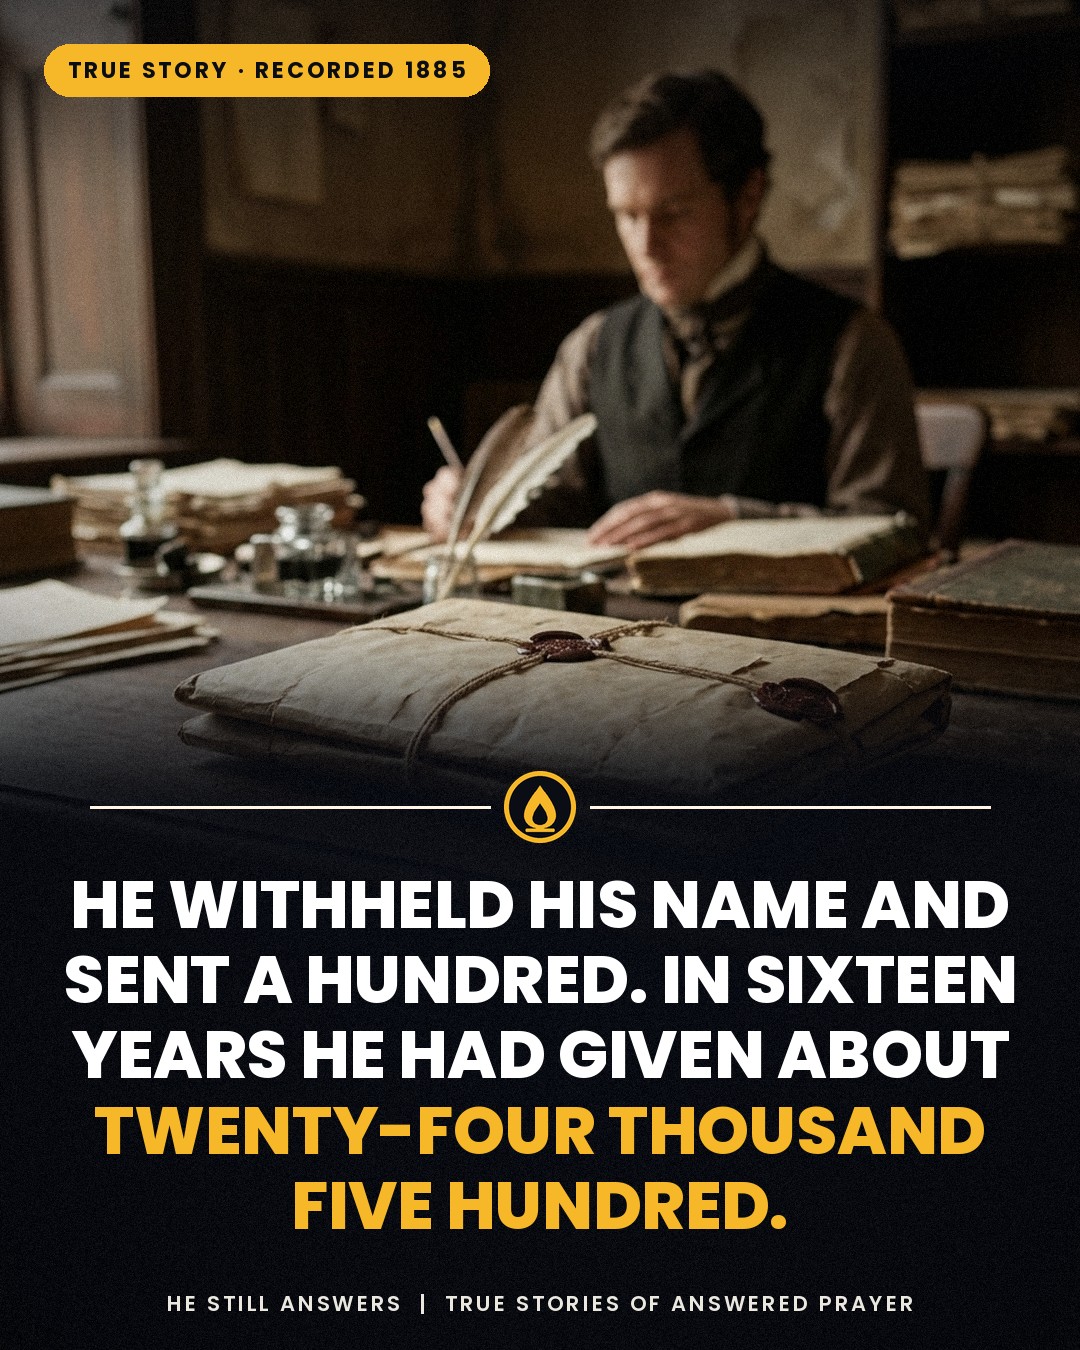 TRUE STORY · RECORDED 1885
HE WITHHELD HIS NAME AND
SENT A HUNDRED. IN SIXTEEN
YEARS HE HAD GIVEN ABOUT
TWENTY-FOUR THOUSAND
FIVE HUNDRED.
HE STILL ANSWERS | TRUE STORIES OF ANSWERED PRAYER